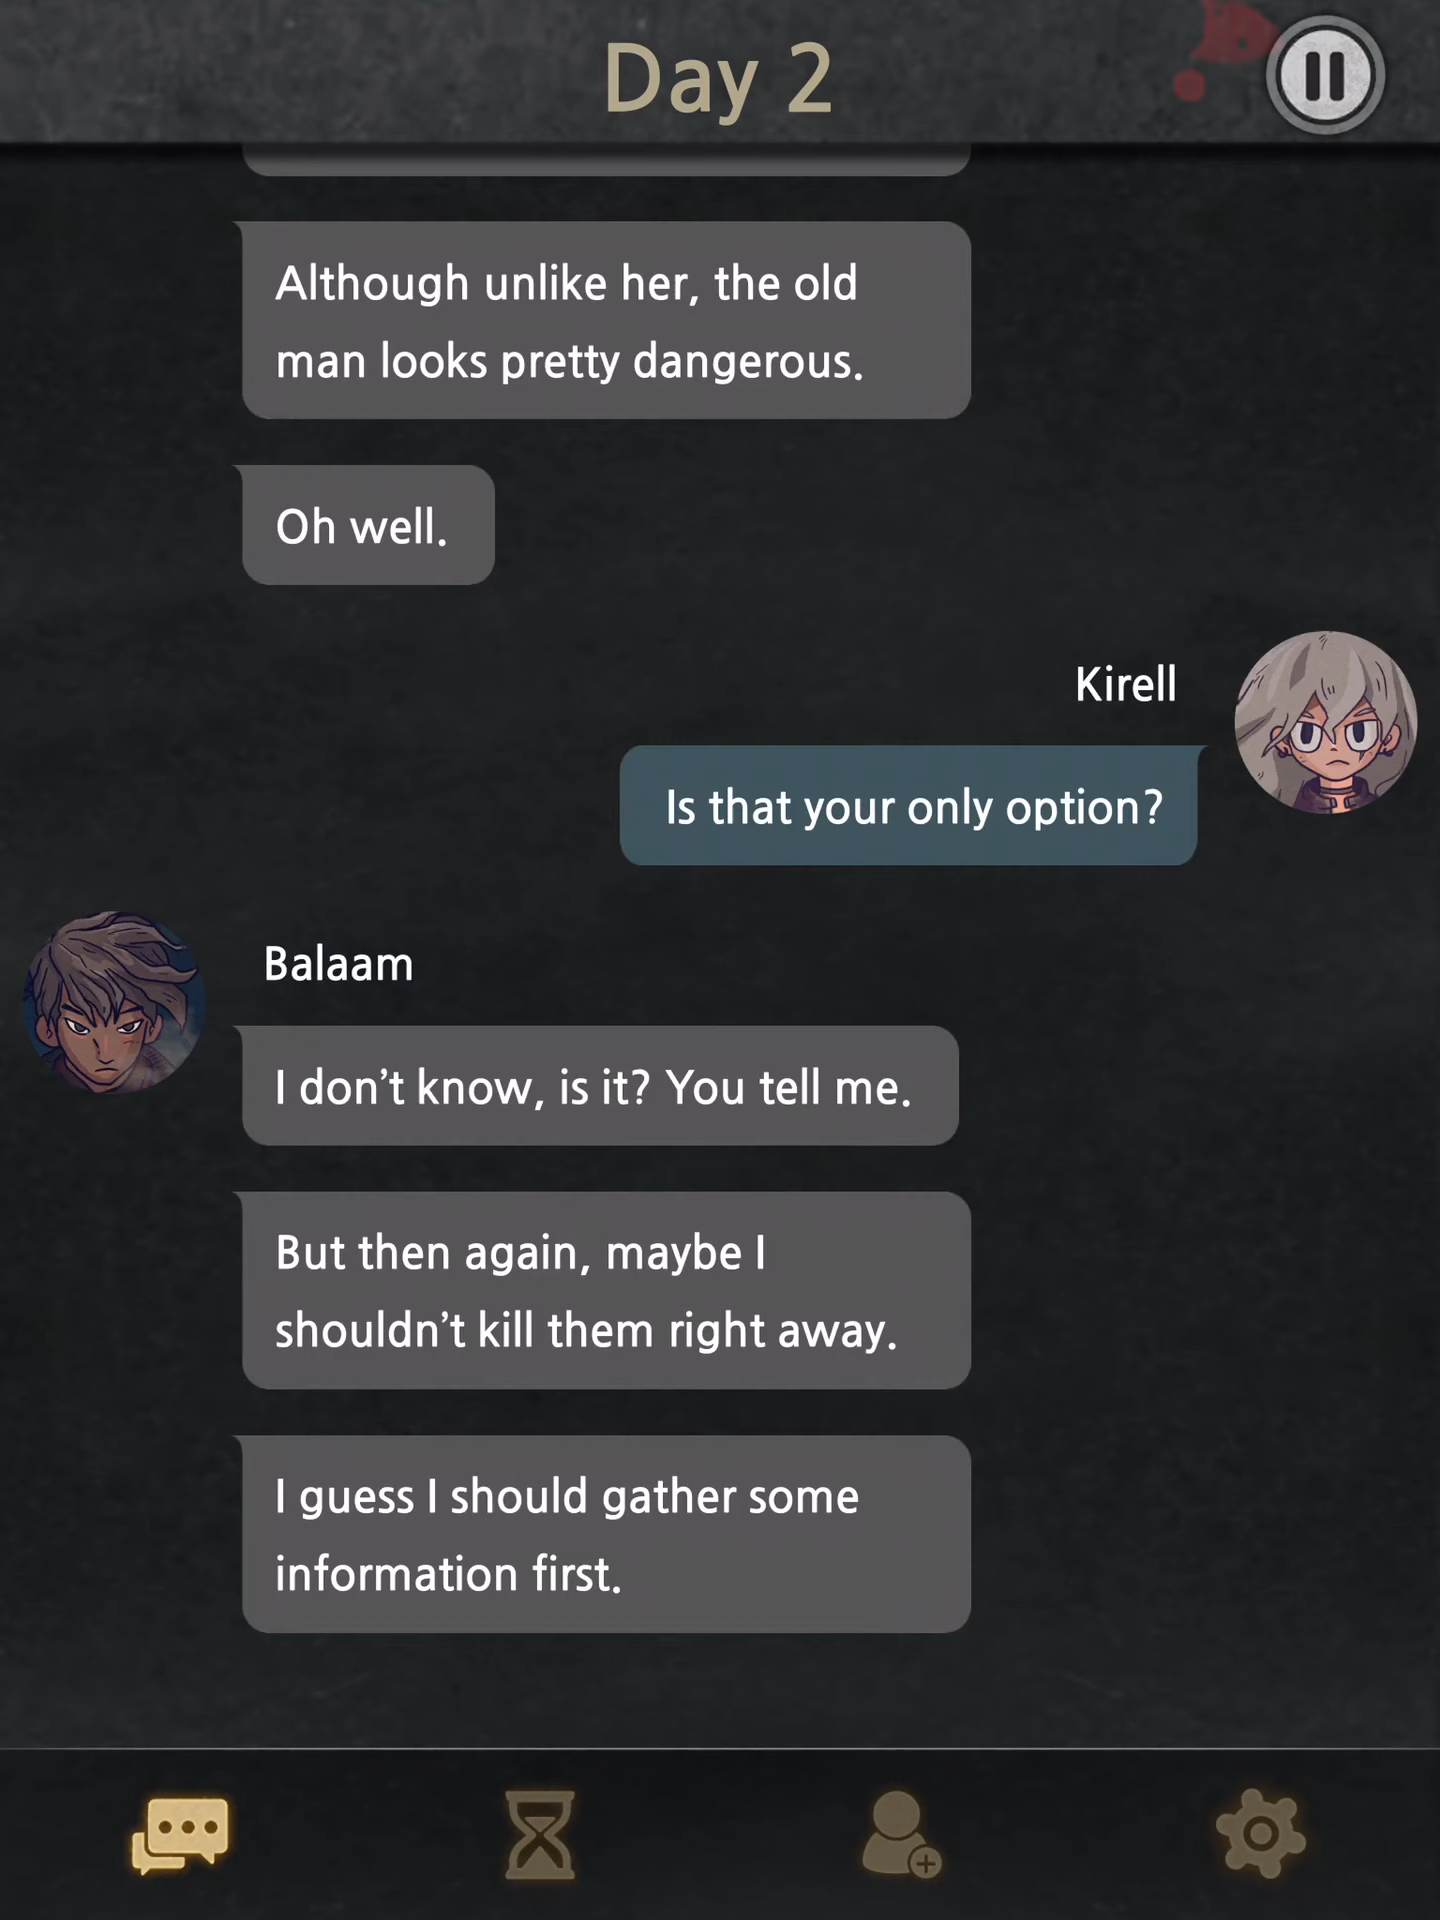 Day 2
Although unlike her, the old
man looks pretty dangerous.
Oh well.
Kirell
Is that your only option?
Balaam
I don’t know, is it? You tell me.
But then again, maybe I
shouldn’t kill them right away.
I guess I should gather some
information first.